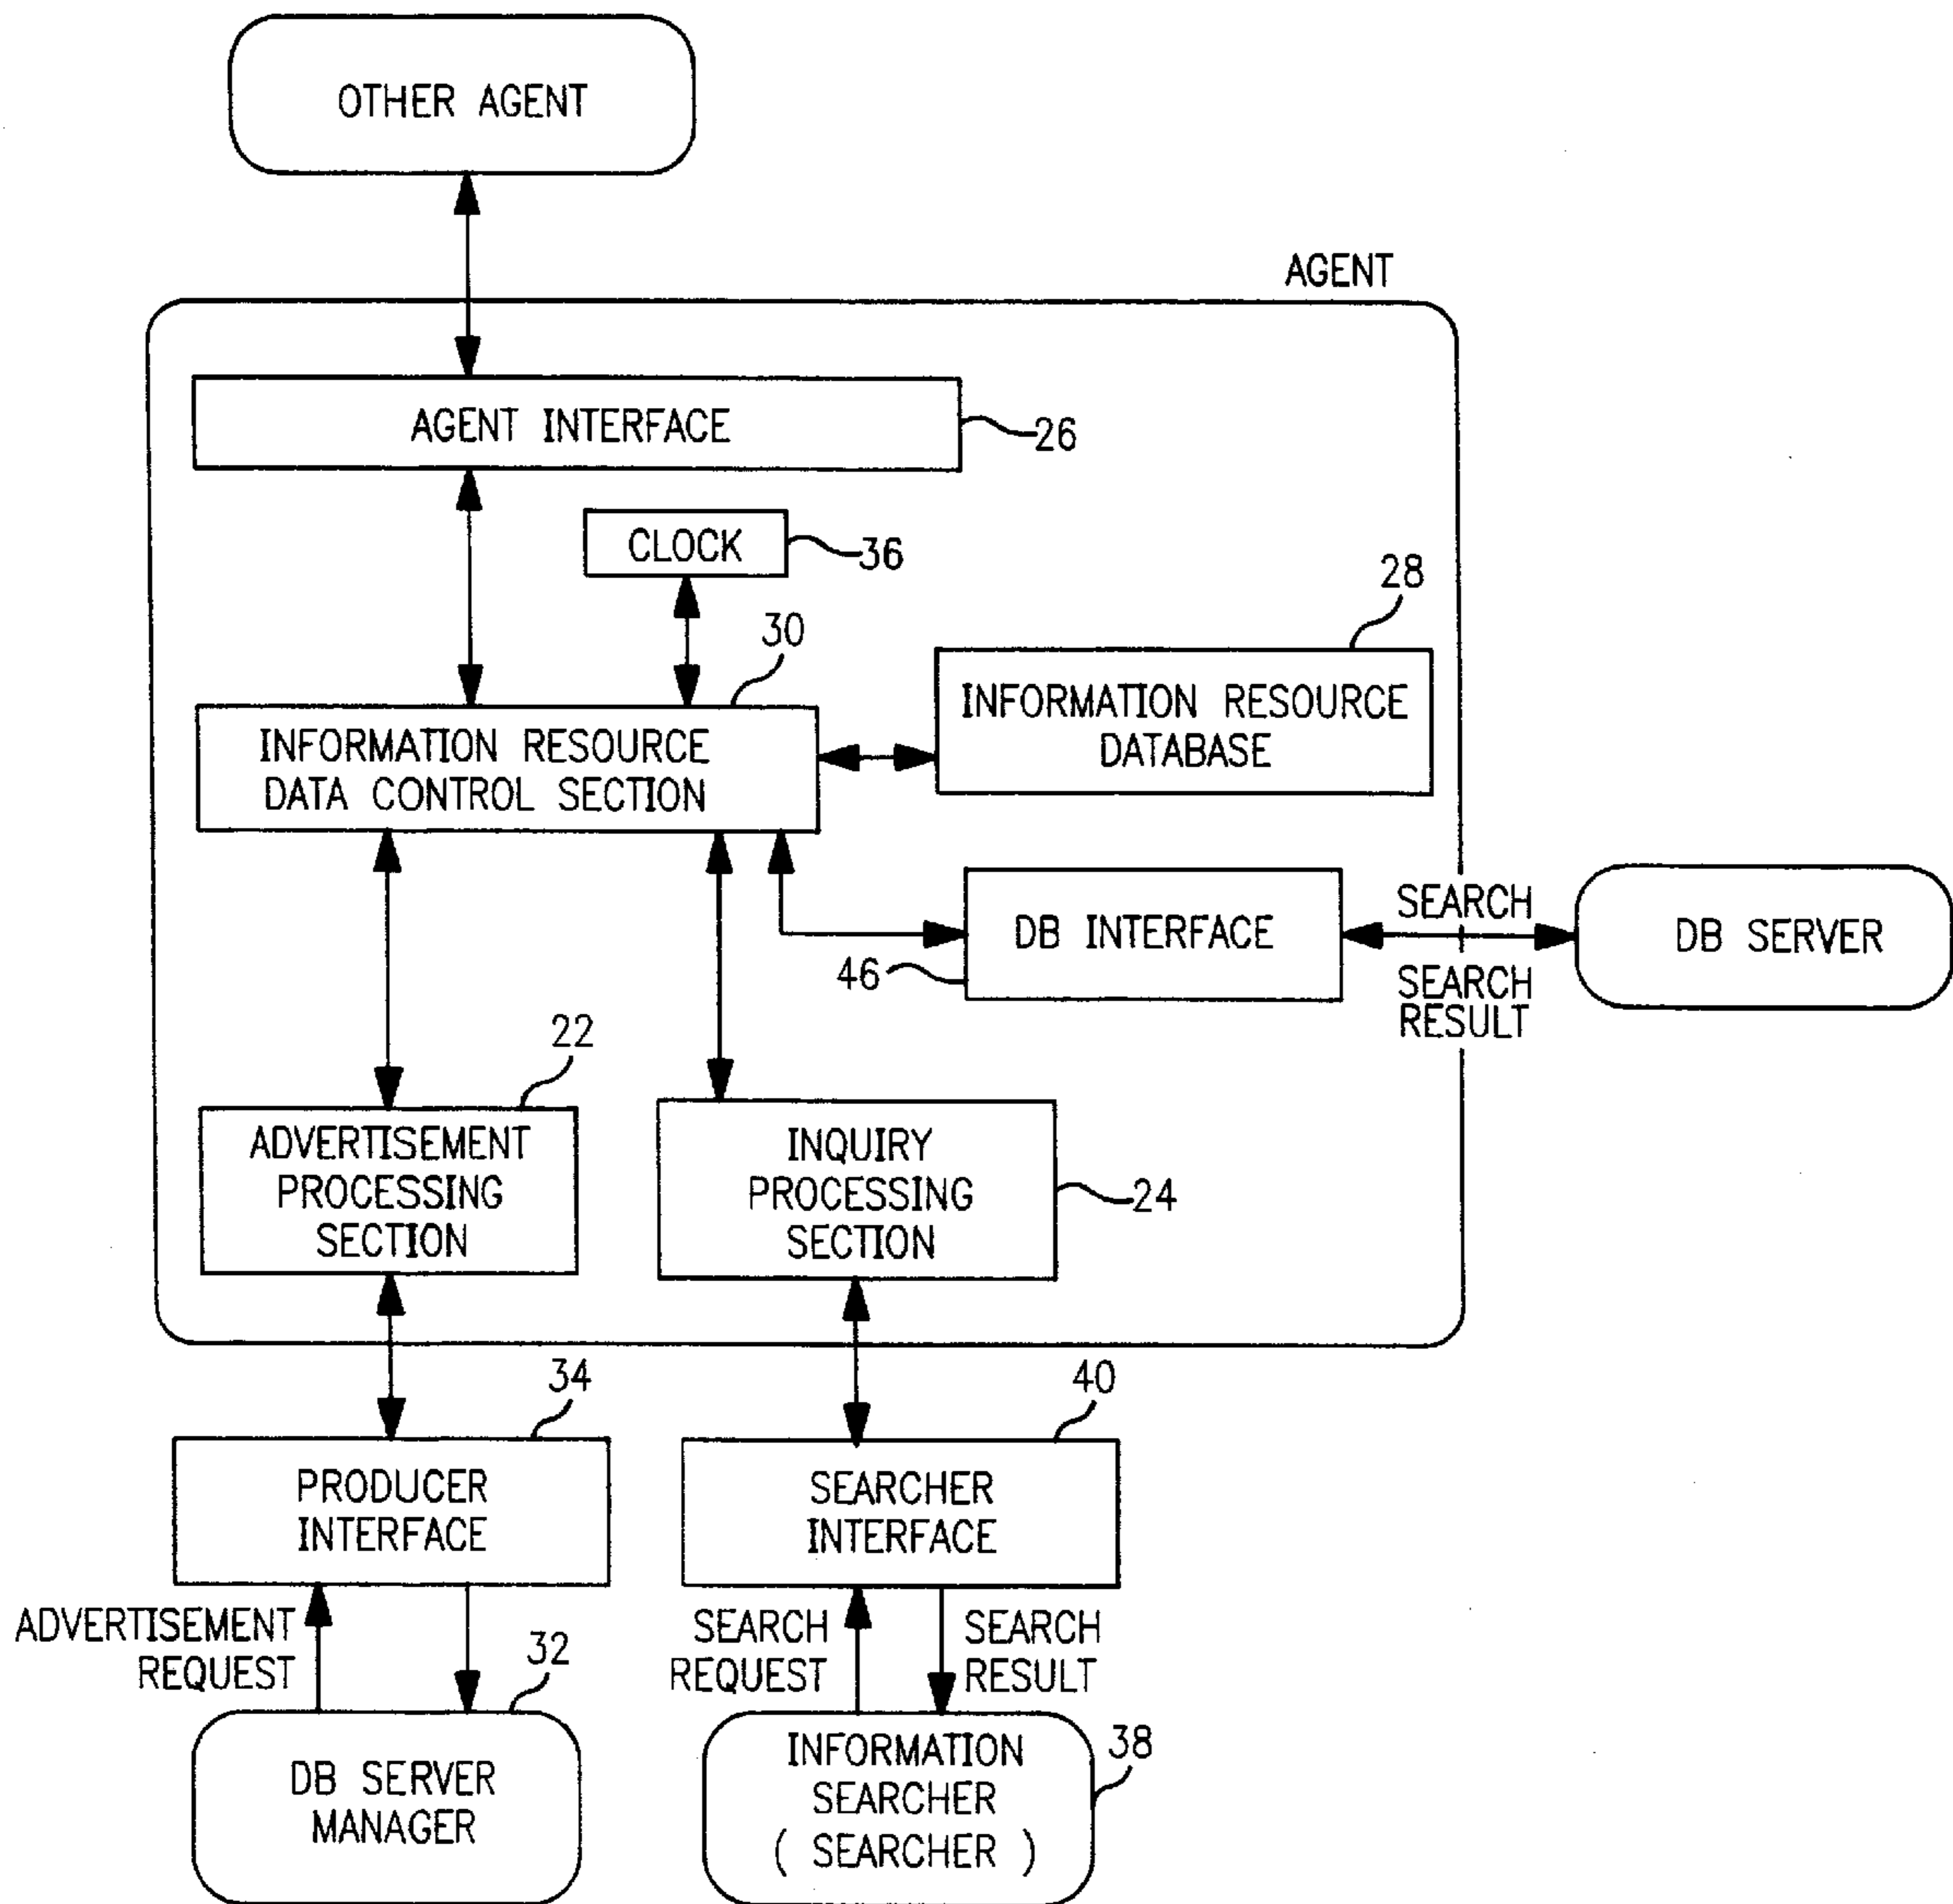 OTHER AGENT
AGENT
AGENT INTERFACE
26
CLOCK
36
28
30
INFORMATION RESOURCE
DATABASE
INFORMATION RESOURCE
DATA CONTROL SECTION
DB INTERFACE
46
SEARCH
SEARCH
RESULT
DB SERVER
22
ADVERTISEMENT
PROCESSING
SECTION
INQUIRY
PROCESSING
SECTION
24
34
40
PRODUCER
INTERFACE
SEARCHER
INTERFACE
ADVERTISEMENT
REQUEST
SEARCH
REQUEST
SEARCH
RESULT
32
DB SERVER
MANAGER
INFORMATION
SEARCHER
( SEARCHER )
38